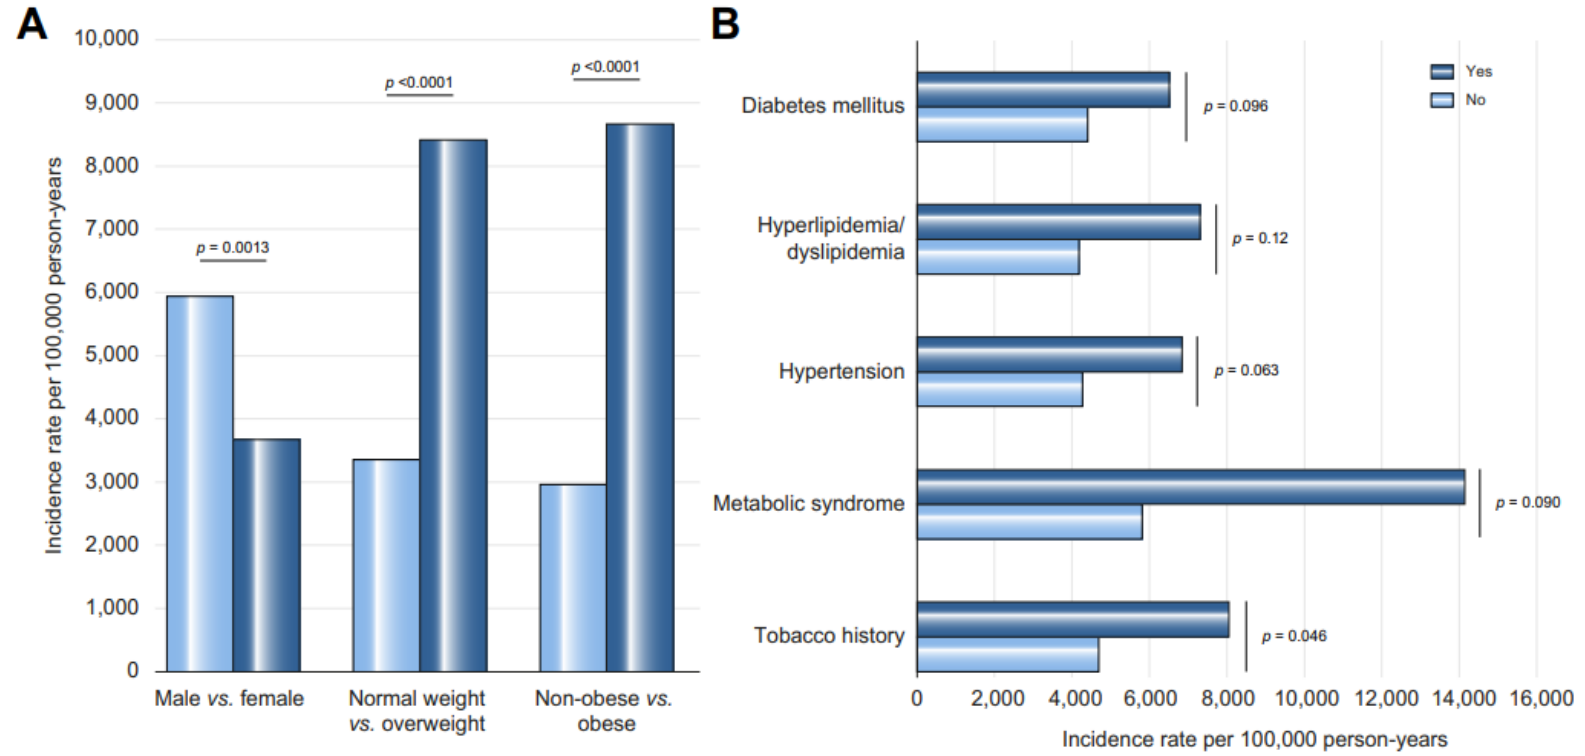 A
10,000
9,000
8,000
7,000
6,000
5,000
4,000
3,000
2,000
1,000
0
Incidence rate per 100,000 person-years
p = 0.0013
p <0.0001
p <0.0001
Male vs. female
Normal weight
vs. overweight
Non-obese vs.
obese
B
Yes
No
Diabetes mellitus
p = 0.096
Hyperlipidemia/
dyslipidemia
p = 0.12
Hypertension
p = 0.063
Metabolic syndrome
p = 0.090
Tobacco history
p = 0.046
0 2,000 4,000 6,000 8,000 10,000 12,000 14,000 16,000
Incidence rate per 100,000 person-years